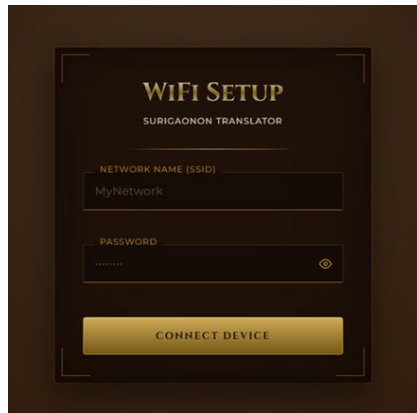 WiFi Setup
SURIGAONON TRANSLATOR
NETWORK NAME (SSID)
MyNetwork
PASSWORD
········
CONNECT DEVICE